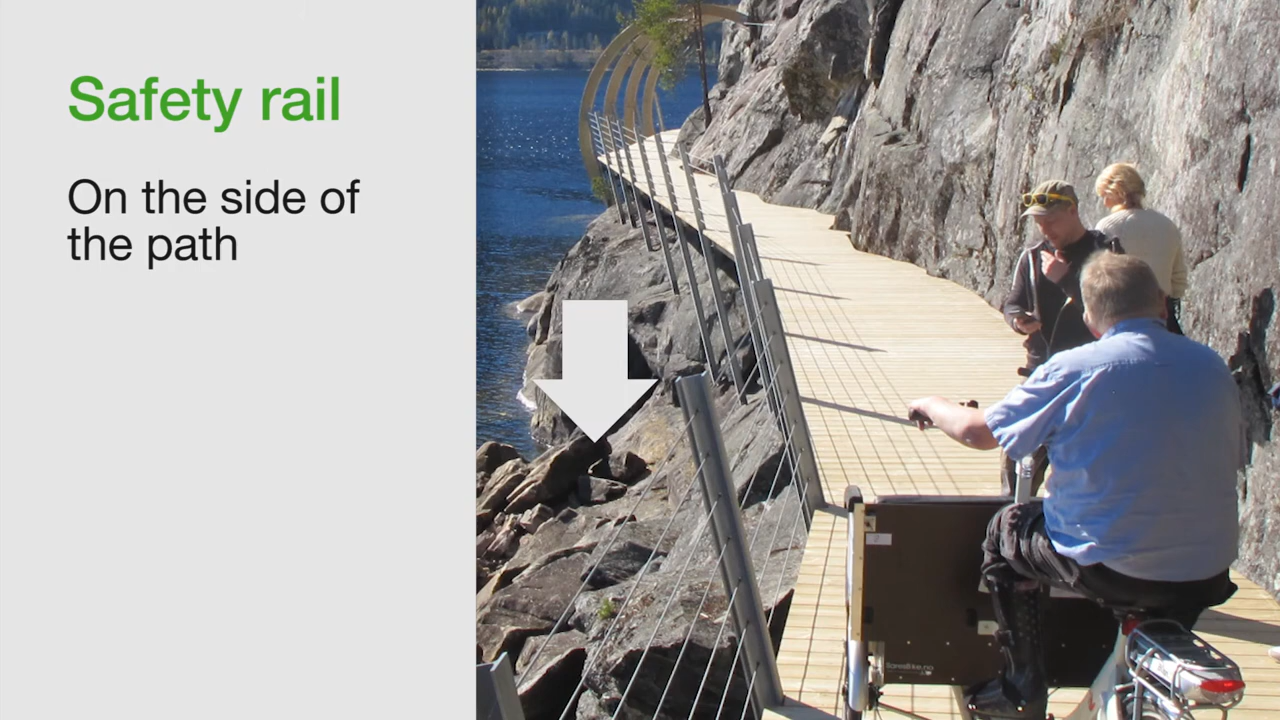 Safety rail
On the side of
the path